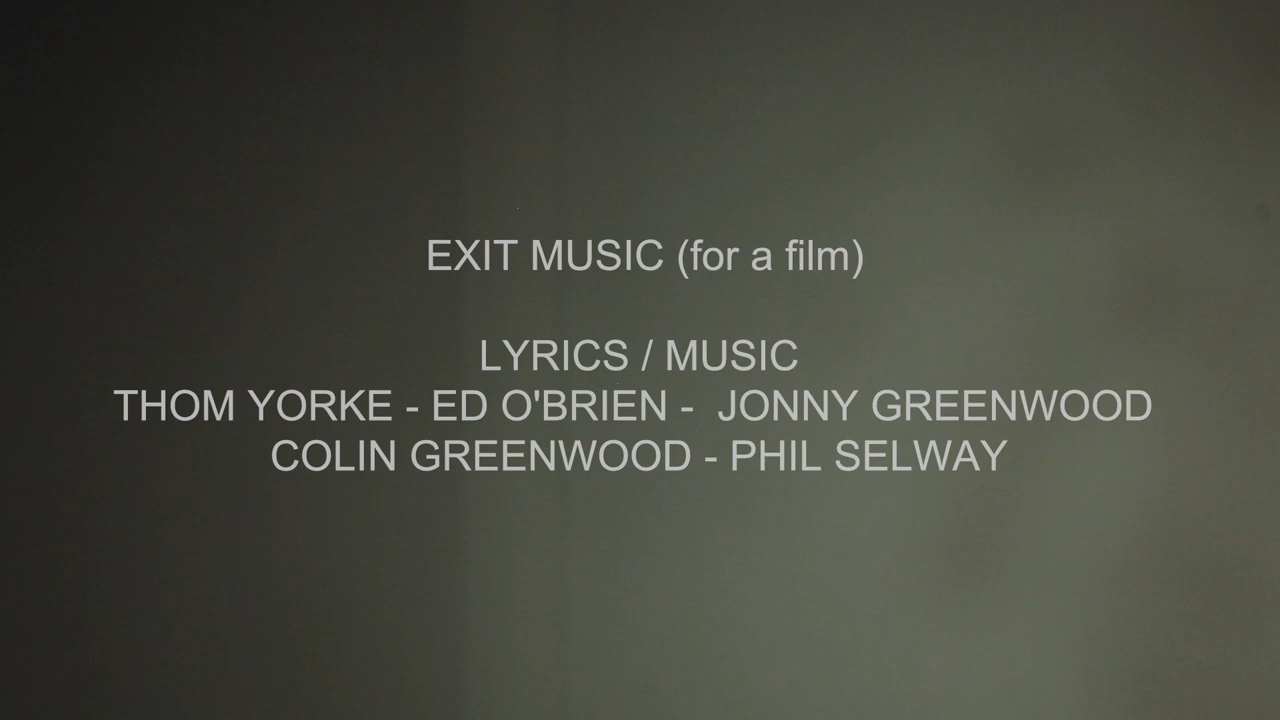 EXIT MUSIC (for a film)
LYRICS / MUSIC
THOM YORKE - ED O'BRIEN -  JONNY GREENWOOD
COLIN GREENWOOD - PHIL SELWAY